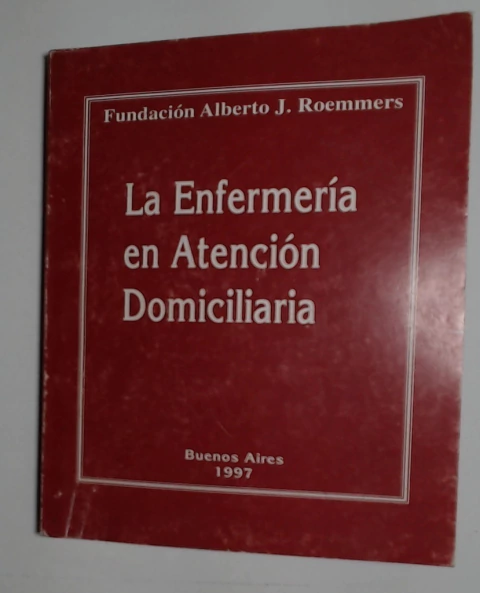 Fundación Alberto J. Roemmers
La Enfermería
en Atención
Domiciliaria
Buenos Aires
1997